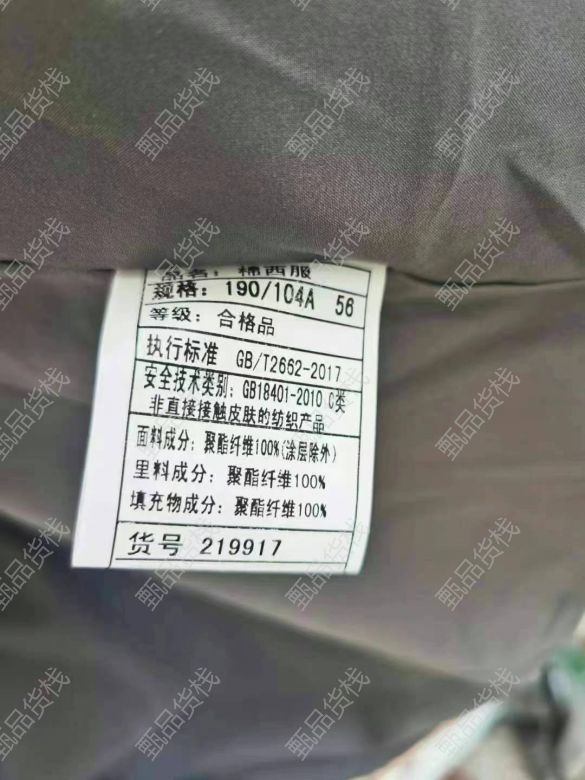 品名：棉西服
规格：190/104A 56
等级：合格品
执行标准 GB/T2662-2017
安全技术类别：GB18401-2010 C类
非直接接触皮肤的纺织产品
面料成分：聚酯纤维100%(涂层除外)
里料成分：聚酯纤维100%
填充物成分：聚酯纤维100%
货号 219917
甄品货栈